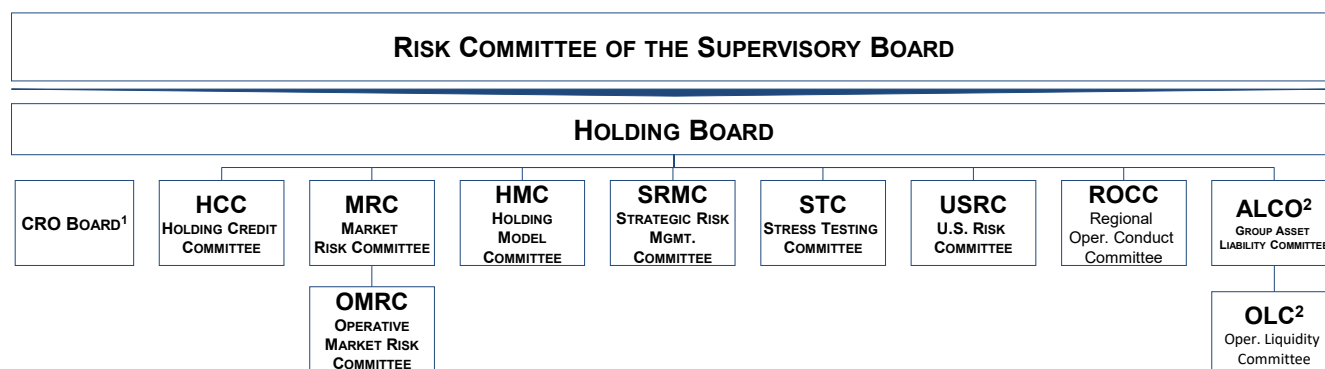 RISK COMMITTEE OF THE SUPERVISORY BOARD
HOLDING BOARD
CRO BOARD¹
HCC
HOLDING CREDIT
COMMITTEE
MRC
MARKET
RISK COMMITTEE
HMC
HOLDING
MODEL
COMMITTEE
SRMC
STRATEGIC RISK
MGMT.
COMMITTEE
STC
STRESS TESTING
COMMITTEE
USRC
U.S. RISK
COMMITTEE
ROCC
Regional
Oper. Conduct
Committee
ALCO²
GROUP ASSET
LIABILITY COMMITTEE
OMRC
OPERATIVE
MARKET RISK
COMMITTEE
OLC²
Oper. Liquidity
Committee